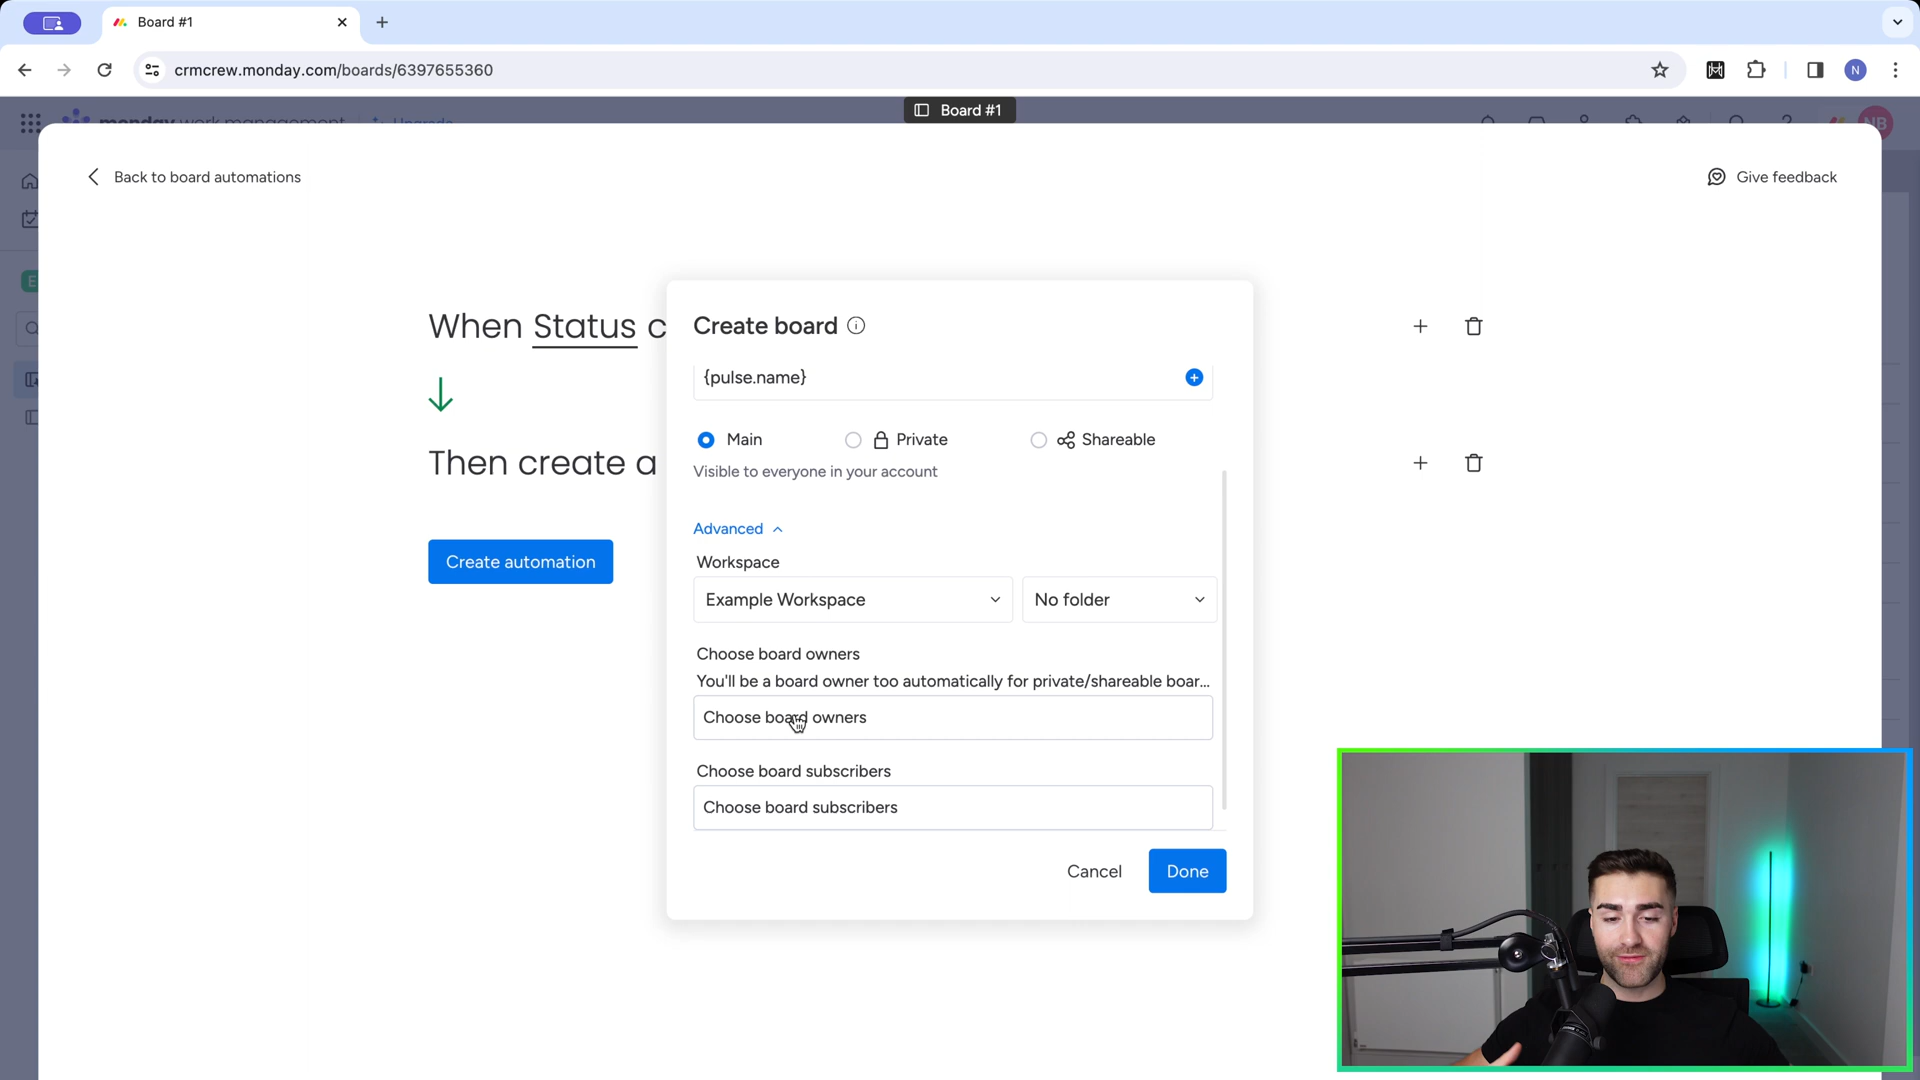 Board #1
crmcrew.monday.com/boards/6397655360
N
monday work management
Upgrade
Board #1
NB
Back to board automations
Give feedback
E
When Status c
Then create a
Create automation
Create board
{pulse.name}
Main
Private
Shareable
Visible to everyone in your account
Advanced
Workspace
Example Workspace
No folder
Choose board owners
You'll be a board owner too automatically for private/shareable boar...
Choose board owners
Choose board subscribers
Choose board subscribers
Cancel
Done